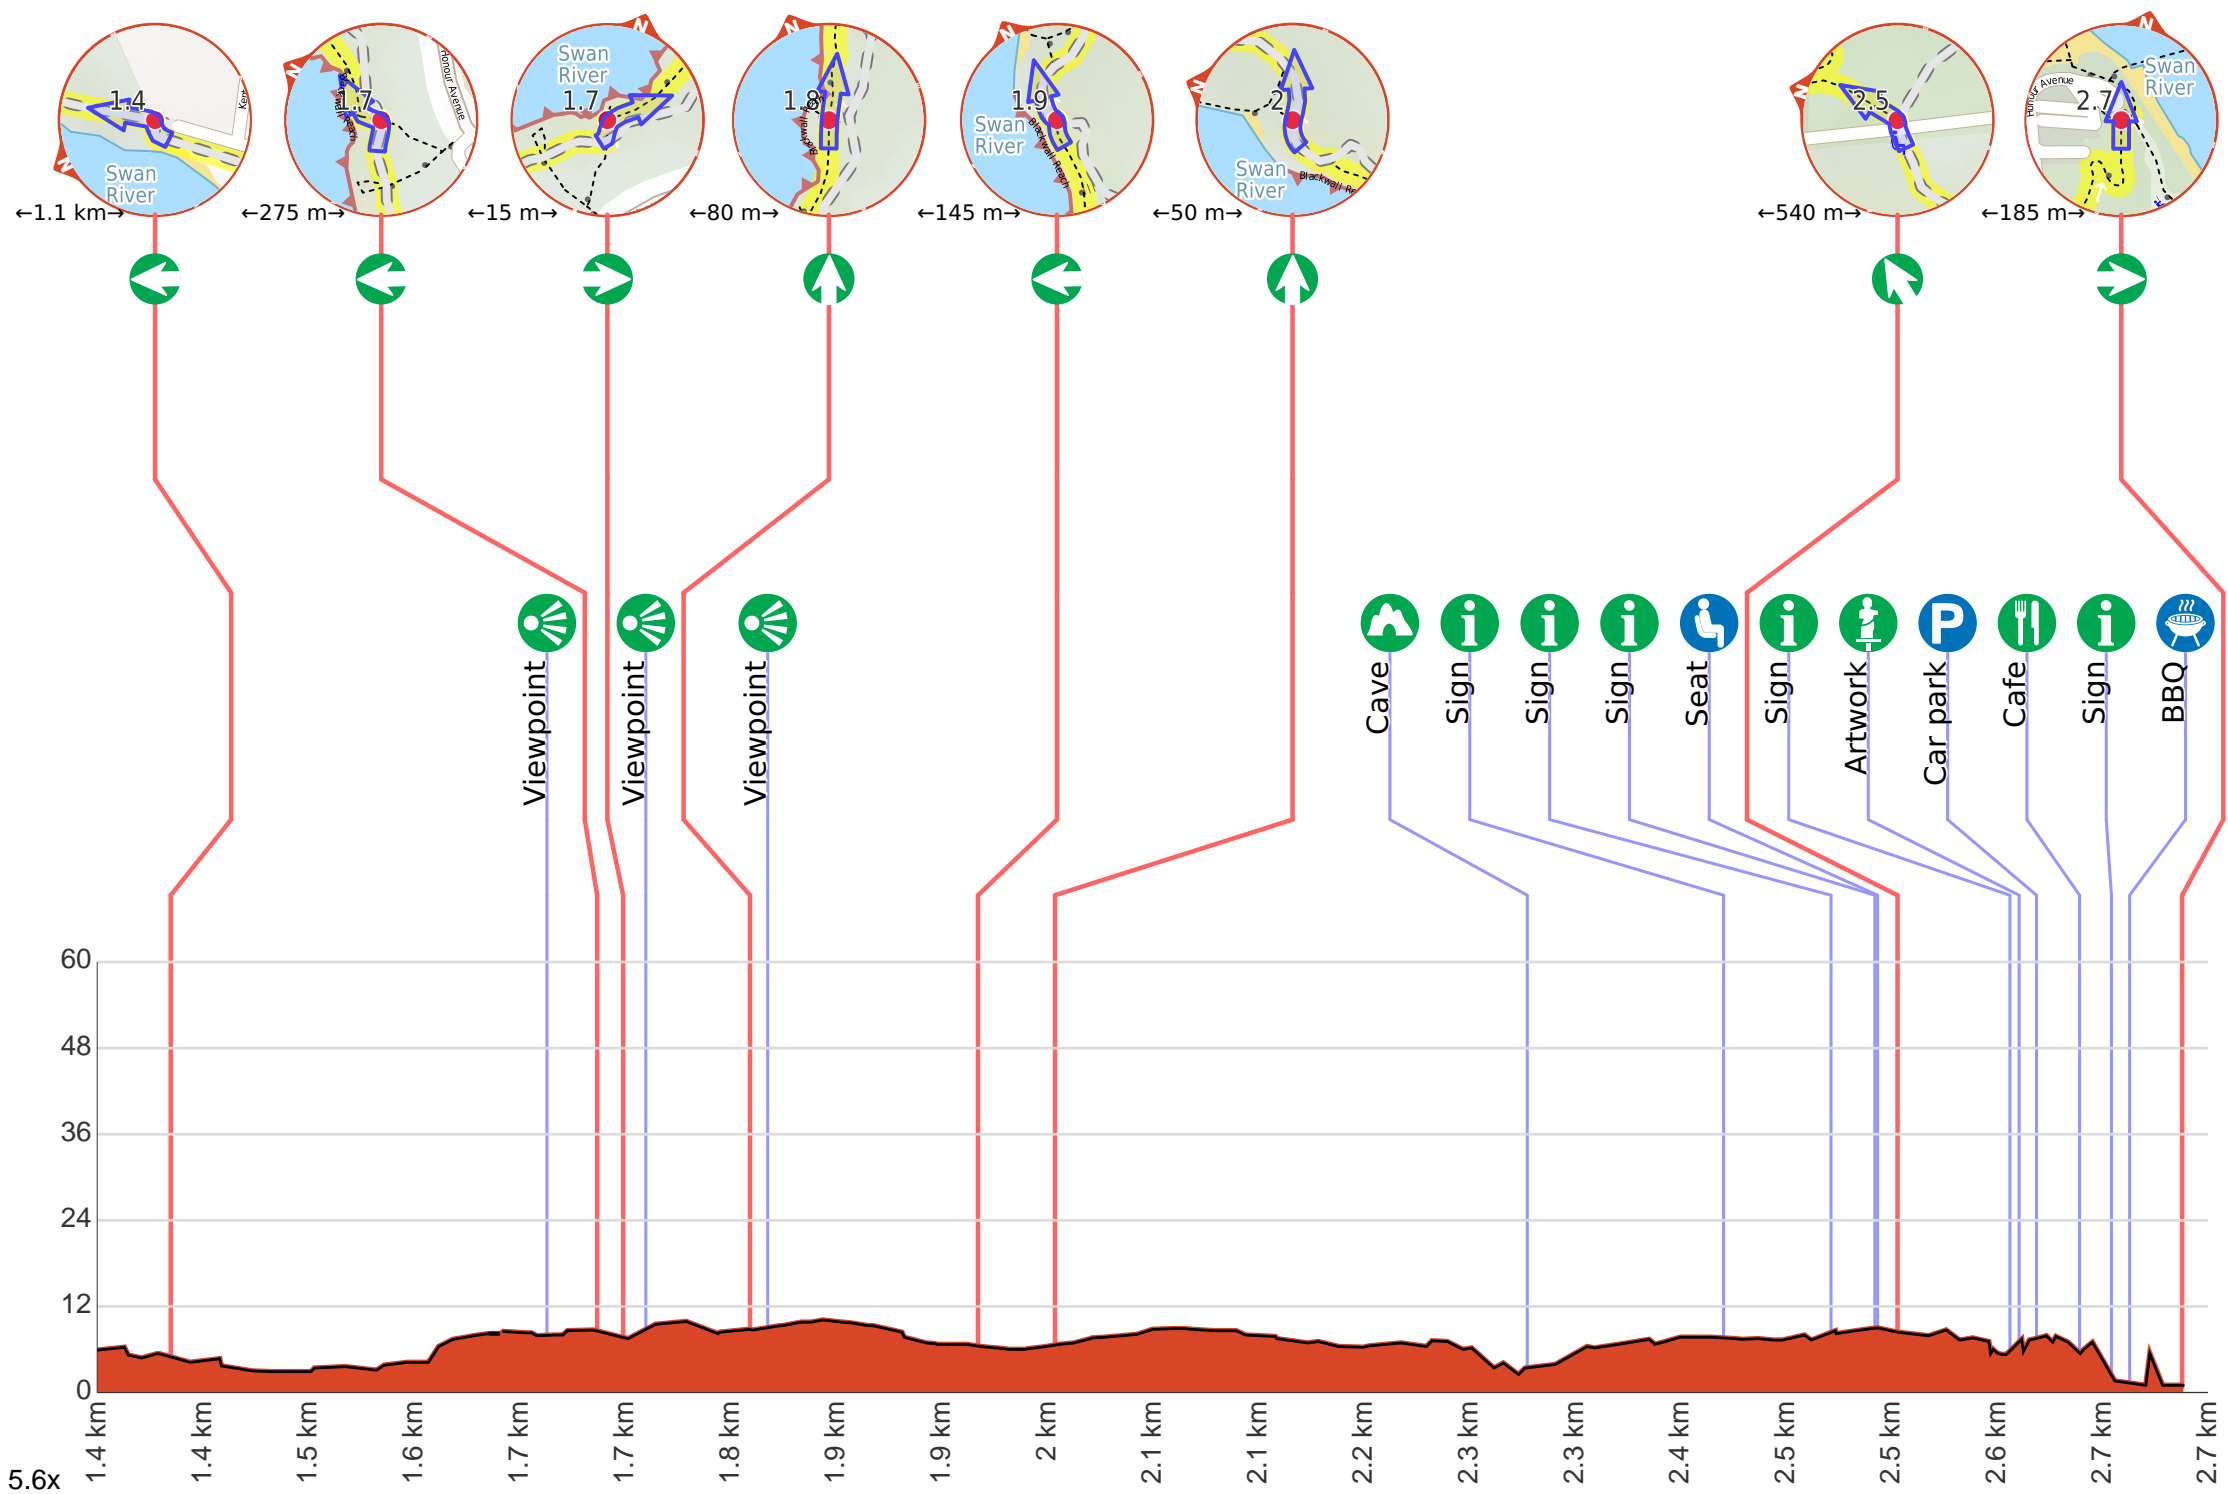 N
N
N
N
N
N
N
N
Swan
River
1.4
Honour Avenue
1.7
Swan
River
1.7
1.8
Swan
River
1.9
Blackwall Reach
Swan
River
2
2.5
Honour Avenue
Swan
River
2.7
←1.1 km→
←275 m→
←15 m→
←80 m→
←145 m→
←50 m→
←540 m→
←185 m→
P
Viewpoint
Viewpoint
Viewpoint
Cave
Sign
Sign
Sign
Seat
Sign
Artwork
Car park
Cafe
Sign
BBQ
60
48
36
24
12
0
1.4 km
1.4 km
1.5 km
1.6 km
1.7 km
1.7 km
1.8 km
1.9 km
1.9 km
2 km
2.1 km
2.1 km
2.2 km
2.3 km
2.3 km
2.4 km
2.5 km
2.5 km
2.6 km
2.7 km
2.7 km
5.6x